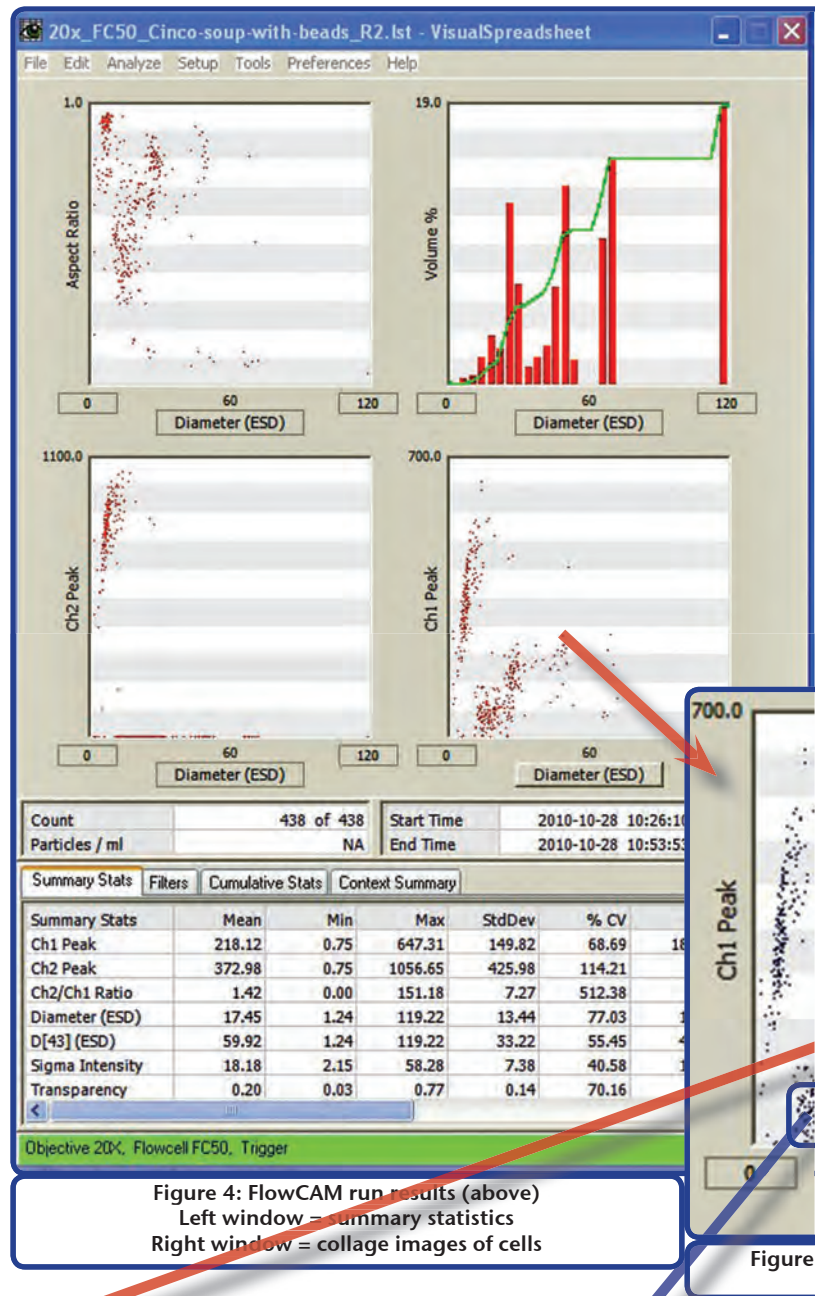 20x_FC50_Cinco-soup-with-beads_R2.lst - VisualSpreadsheet
File Edit Analyze Setup Tools Preferences Help
1.0
Aspect Ratio
0 60 120
Diameter (ESD)
19.0
Volume %
0 60 120
Diameter (ESD)
1100.0
Ch2 Peak
0 60 120
Diameter (ESD)
700.0
Ch1 Peak
0 60
Diameter (ESD)
700.0
Ch1 Peak
0
Count 438 of 438 Start Time 2010-10-28 10:26:10
Particles / ml NA End Time 2010-10-28 10:53:53
Summary Stats Filters Cumulative Stats Context Summary
Summary Stats Mean Min Max StdDev % CV
Ch1 Peak 218.12 0.75 647.31 149.82 68.69 18
Ch2 Peak 372.98 0.75 1056.65 425.98 114.21
Ch2/Ch1 Ratio 1.42 0.00 151.18 7.27 512.38
Diameter (ESD) 17.45 1.24 119.22 13.44 77.03 1
D[43] (ESD) 59.92 1.24 119.22 33.22 55.45 4
Sigma Intensity 18.18 2.15 58.28 7.38 40.58 1
Transparency 0.20 0.03 0.77 0.14 70.16
Objective 20X, Flowcell FC50, Trigger
Figure 4: FlowCAM run results (above)
Left window = summary statistics
Right window = collage images of cells
Figure